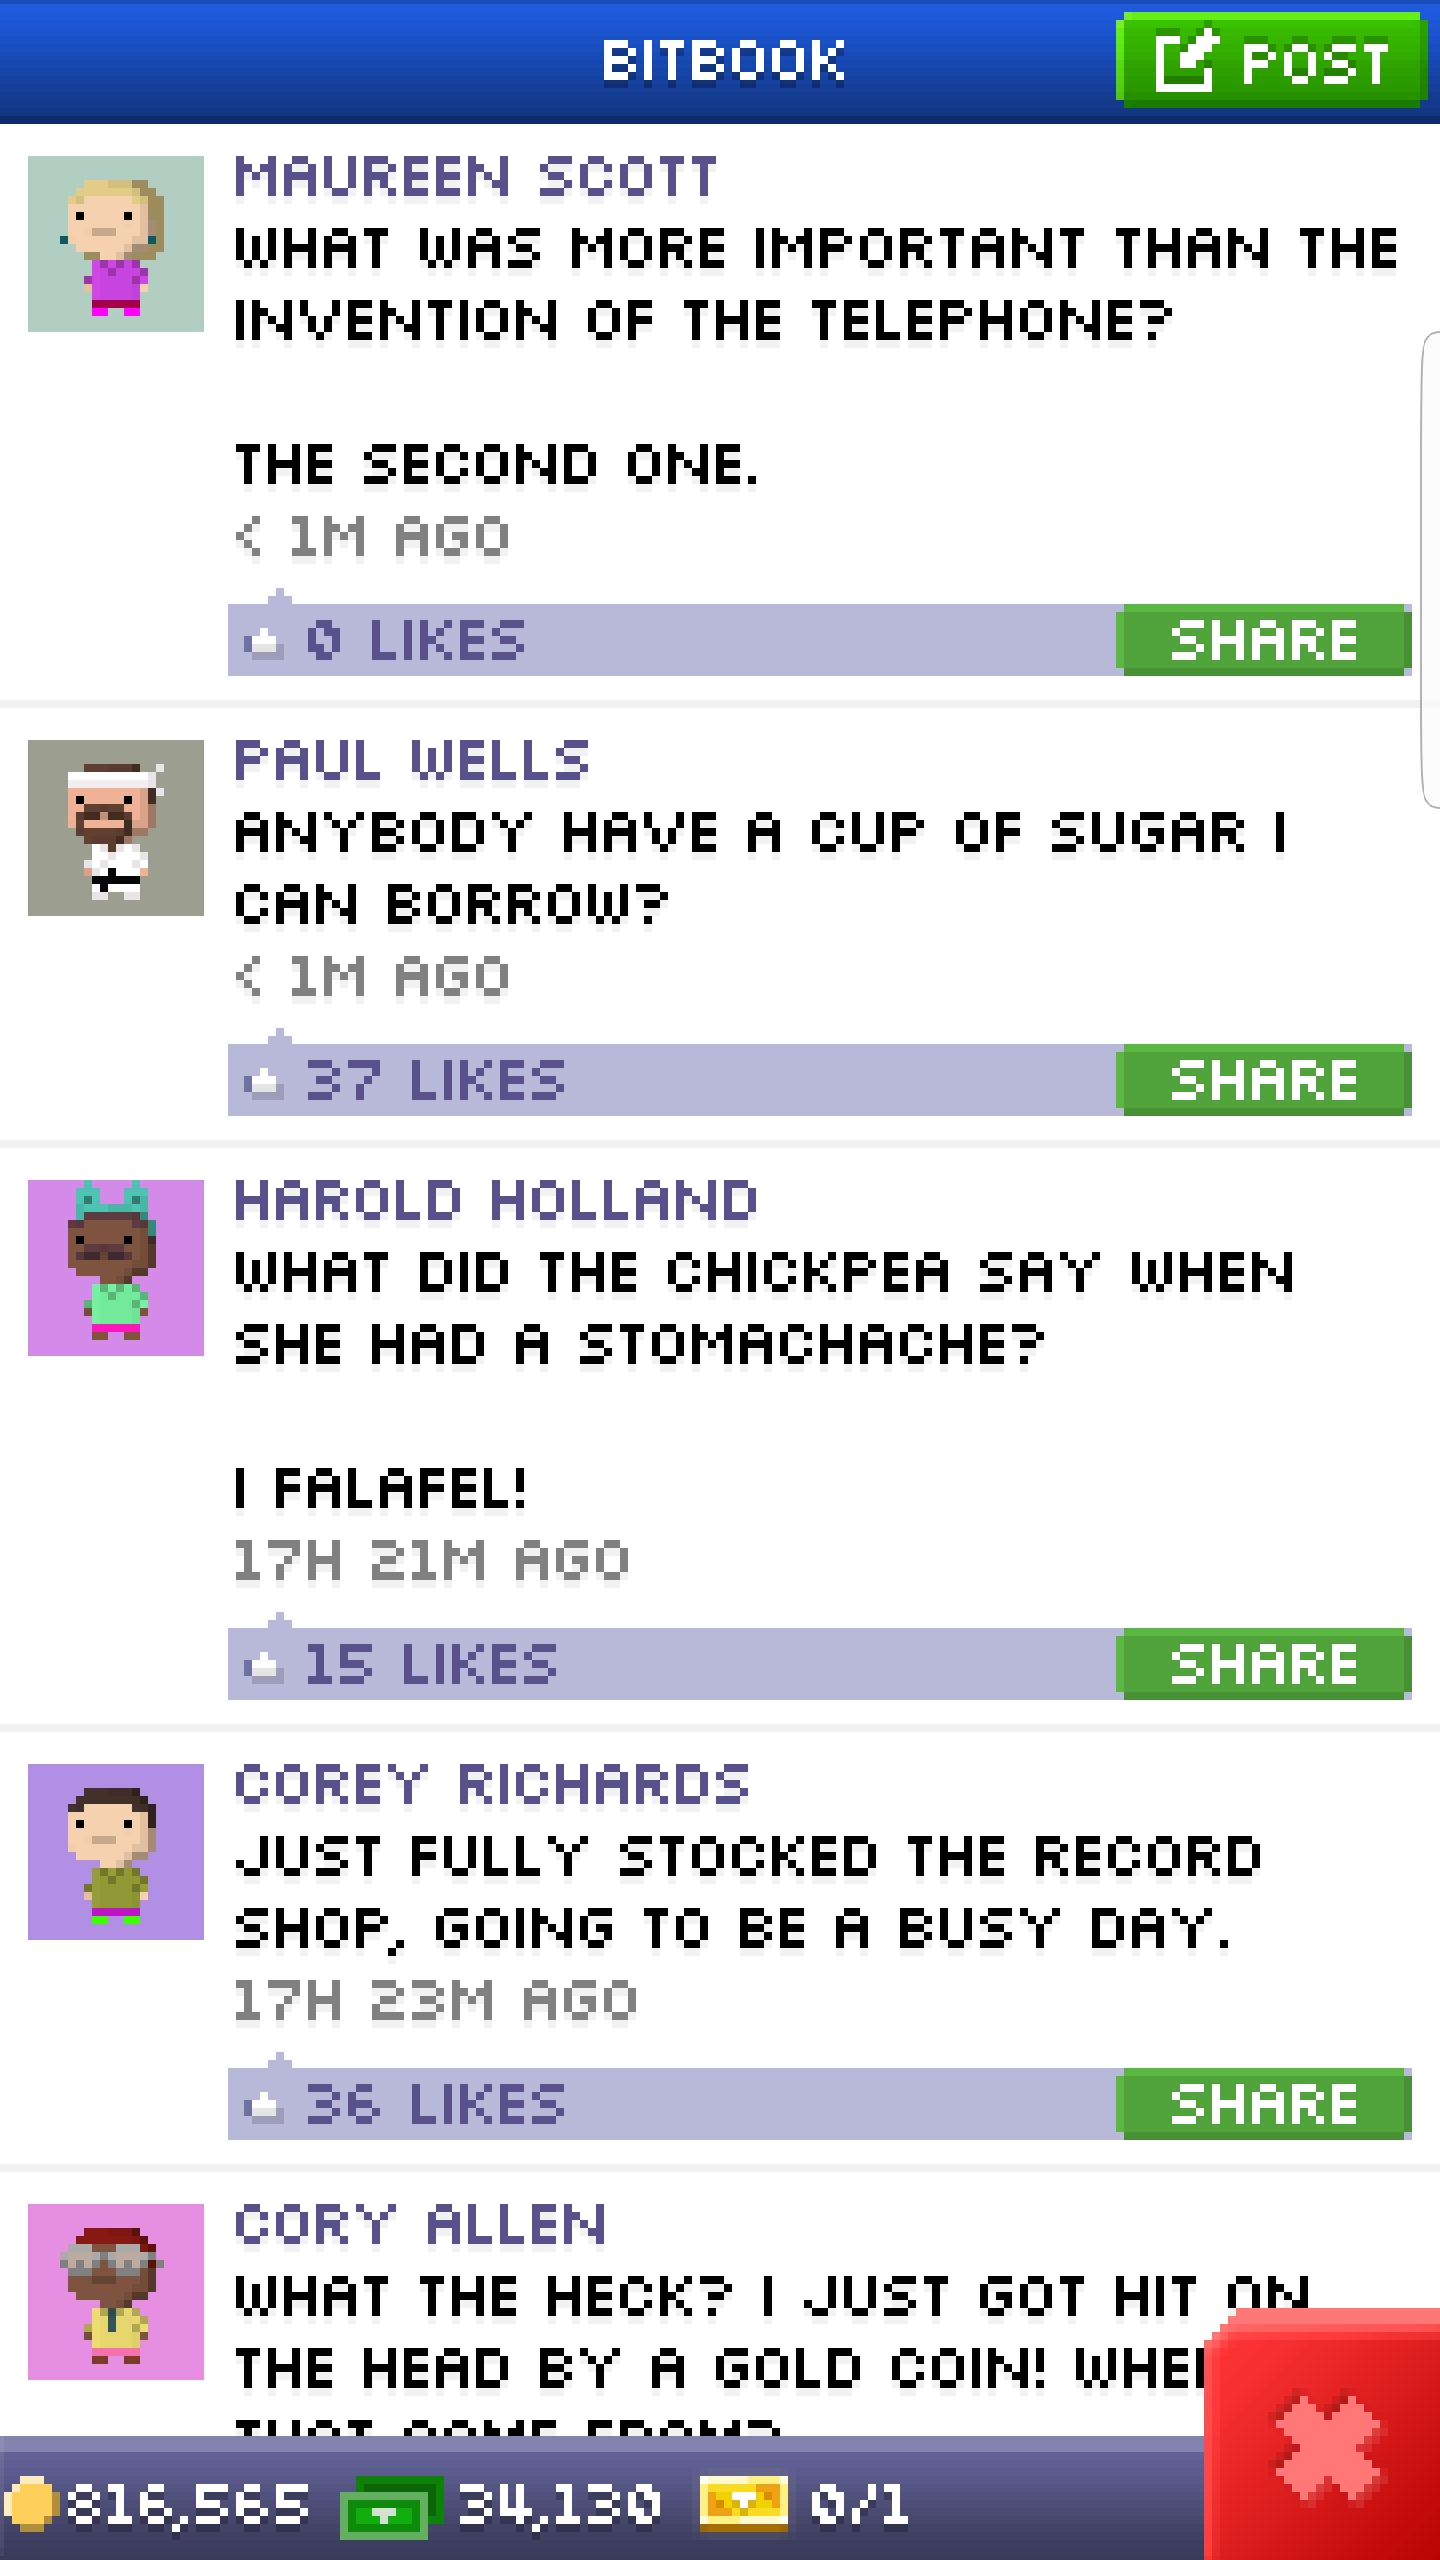 BITBOOK
POST
MAUREEN SCOTT
WHAT WAS MORE IMPORTANT THAN THE
INVENTION OF THE TELEPHONE?
THE SECOND ONE.
< 1M AGO
0 LIKES
SHARE
PAUL WELLS
ANYBODY HAVE A CUP OF SUGAR I
CAN BORROW?
< 1M AGO
37 LIKES
SHARE
HAROLD HOLLAND
WHAT DID THE CHICKPEA SAY WHEN
SHE HAD A STOMACHACHE?
I FALAFEL!
17H 21M AGO
15 LIKES
SHARE
COREY RICHARDS
JUST FULLY STOCKED THE RECORD
SHOP, GOING TO BE A BUSY DAY.
17H 23M AGO
36 LIKES
SHARE
CORY ALLEN
WHAT THE HECK? I JUST GOT HIT ON
THE HEAD BY A GOLD COIN!
816,565
34,130
0/1